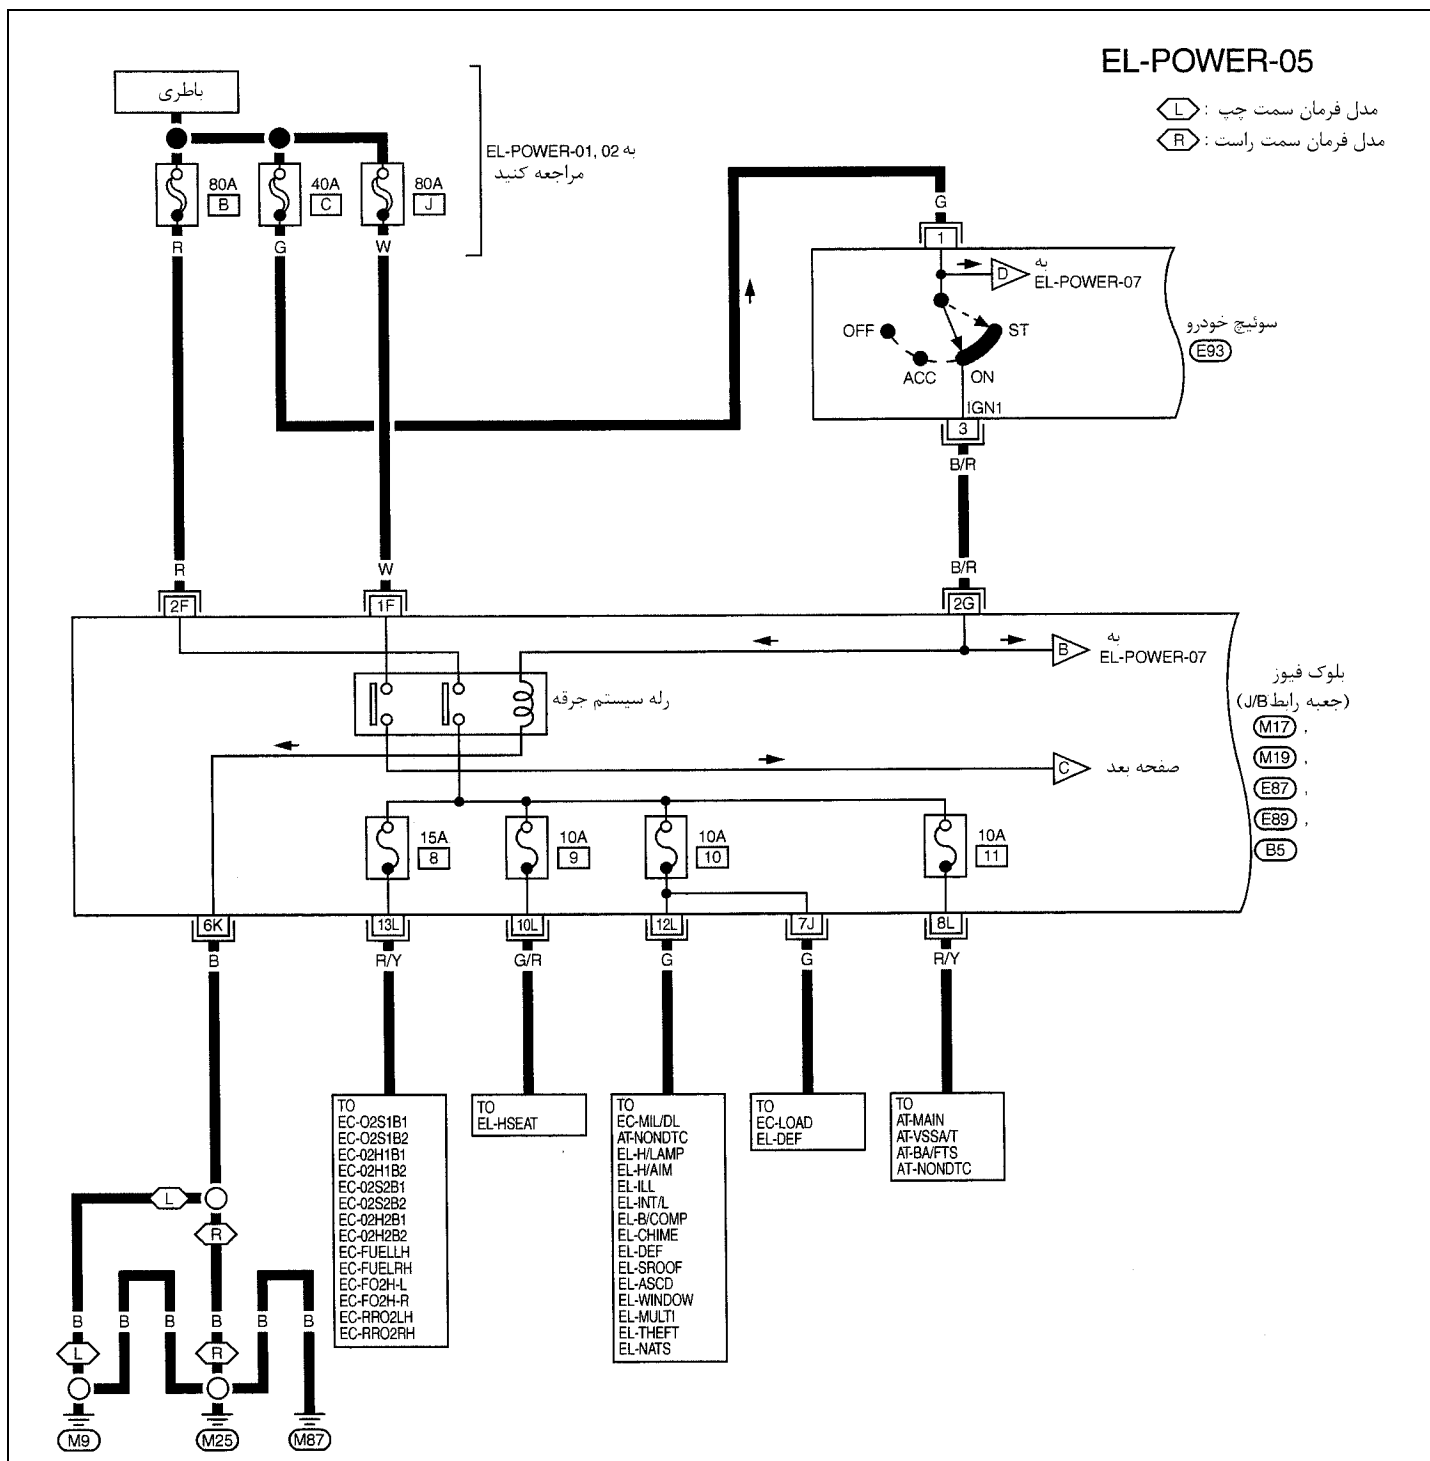 EL-POWER-05
L : مدل فرمان سمت چپ
R : مدل فرمان سمت راست
باطری
80A
B
40A
C
80A
J
به EL-POWER-01, 02
مراجعه کنید
R
G
W
G
1
D
به
EL-POWER-07
OFF
ACC
ON
ST
IGN1
سوئیچ خودرو
E93
3
B/R
R
W
B/R
2F
1F
2G
B
به
EL-POWER-07
رله سیستم جرقه
بلوک فیوز
(جعبه رابط J/B)
M17 ,
M19 ,
E87 ,
E89 ,
B5
C
صفحه بعد
15A
8
10A
9
10A
10
10A
11
6K
13L
10L
12L
7J
8L
B
R/Y
G/R
G
G
R/Y
TO
EC-O2S1B1
EC-O2S1B2
EC-02H1B1
EC-02H1B2
EC-02S2B1
EC-02S2B2
EC-02H2B1
EC-02H2B2
EC-FUELLH
EC-FUELRH
EC-FO2H-L
EC-FO2H-R
EC-RRO2LH
EC-RRO2RH
TO
EL-HSEAT
TO
EC-MIL/DL
AT-NONDTC
EL-H/LAMP
EL-H/AIM
EL-ILL
EL-INT/L
EL-B/COMP
EL-CHIME
EL-DEF
EL-SROOF
EL-ASCD
EL-WINDOW
EL-MULTI
EL-THEFT
EL-NATS
TO
EC-LOAD
EL-DEF
TO
AT-MAIN
AT-VSSA/T
AT-BA/FTS
AT-NONDTC
L
R
B
B
B
B
B
B
L
R
M9
M25
M87